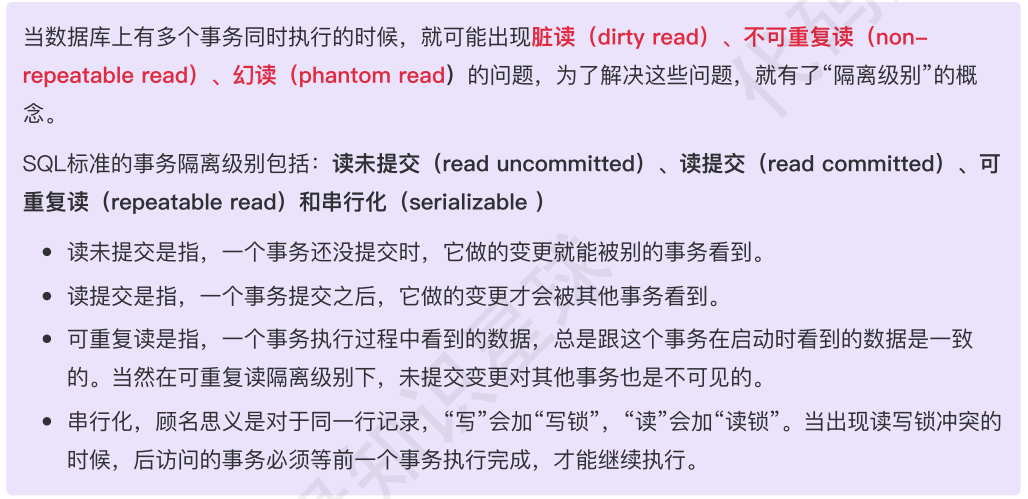 当数据库上有多个事务同时执行的时候，就可能出现脏读（dirty read）、不可重复读（non-
repeatable read）、幻读（phantom read）的问题，为了解决这些问题，就有了“隔离级别”的概
念。
SQL标准的事务隔离级别包括：读未提交（read uncommitted）、读提交（read committed）、可
重复读（repeatable read）和串行化（serializable ）
• 读未提交是指，一个事务还没提交时，它做的变更就能被别的事务看到。
• 读提交是指，一个事务提交之后，它做的变更才会被其他事务看到。
• 可重复读是指，一个事务执行过程中看到的数据，总是跟这个事务在启动时看到的数据是一致
的。当然在可重复读隔离级别下，未提交变更对其他事务也是不可见的。
• 串行化，顾名思义是对于同一行记录，“写”会加“写锁”，“读”会加“读锁”。当出现读写锁冲突的
时候，后访问的事务必须等前一个事务执行完成，才能继续执行。
代码
知识星球